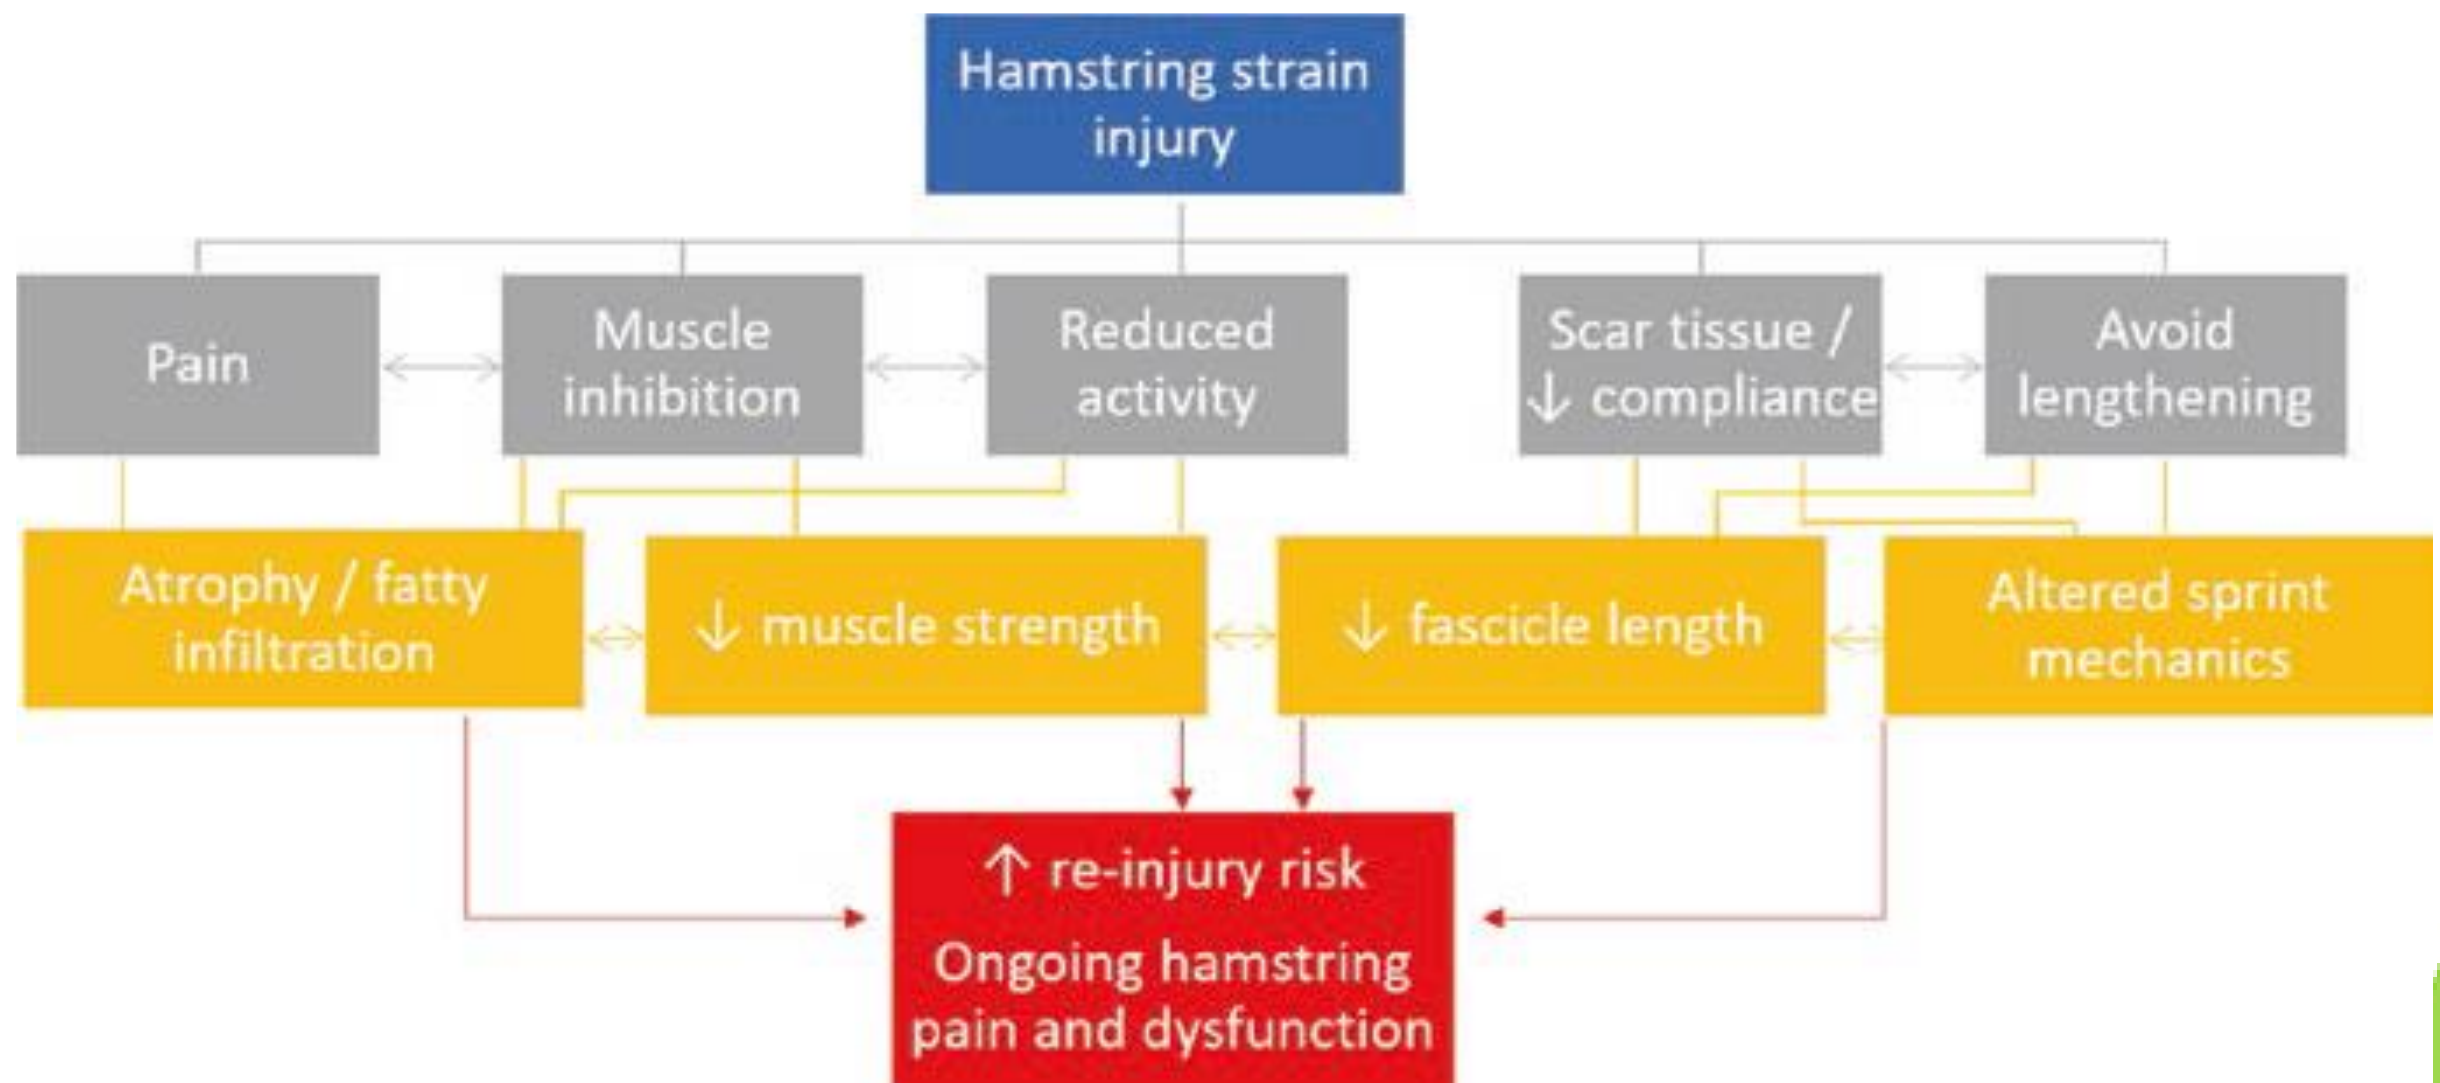 Hamstring strain
injury
Pain
Muscle
inhibition
Reduced
activity
Scar tissue /
↓ compliance
Avoid
lengthening
Atrophy / fatty
infiltration
↓ muscle strength
↓ fascicle length
Altered sprint
mechanics
↑ re-injury risk
Ongoing hamstring
pain and dysfunction